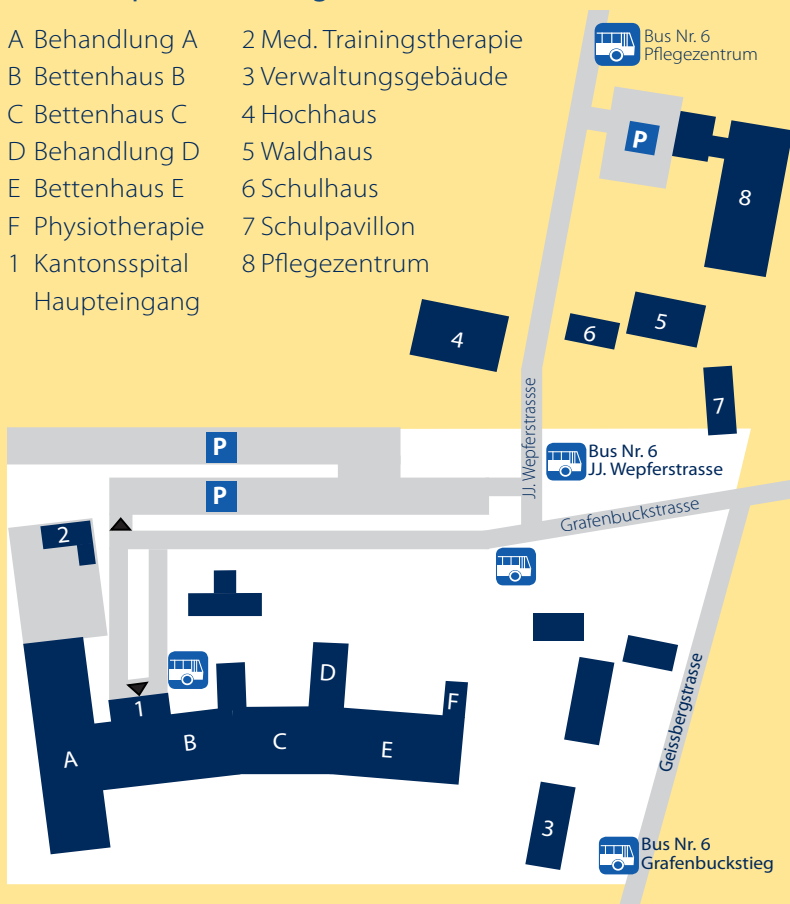 A Behandlung A
B Bettenhaus B
C Bettenhaus C
D Behandlung D
E Bettenhaus E
F Physiotherapie
1 Kantonsspital
Haupteingang
2 Med. Trainingstherapie
3 Verwaltungsgebäude
4 Hochhaus
5 Waldhaus
6 Schulhaus
7 Schulpavillon
8 Pflegezentrum
Bus Nr. 6
Pflegezentrum
P
8
5
6
4
7
JJ. Wepferstrassse
P
Bus Nr. 6
JJ. Wepferstrasse
P
Grafenbuckstrasse
2
D
F
1
B
C
E
A
Geissbergstrasse
3
Bus Nr. 6
Grafenbuckstieg